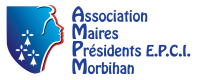 Association
Maires
Présidents E.P.C.I.
Morbihan